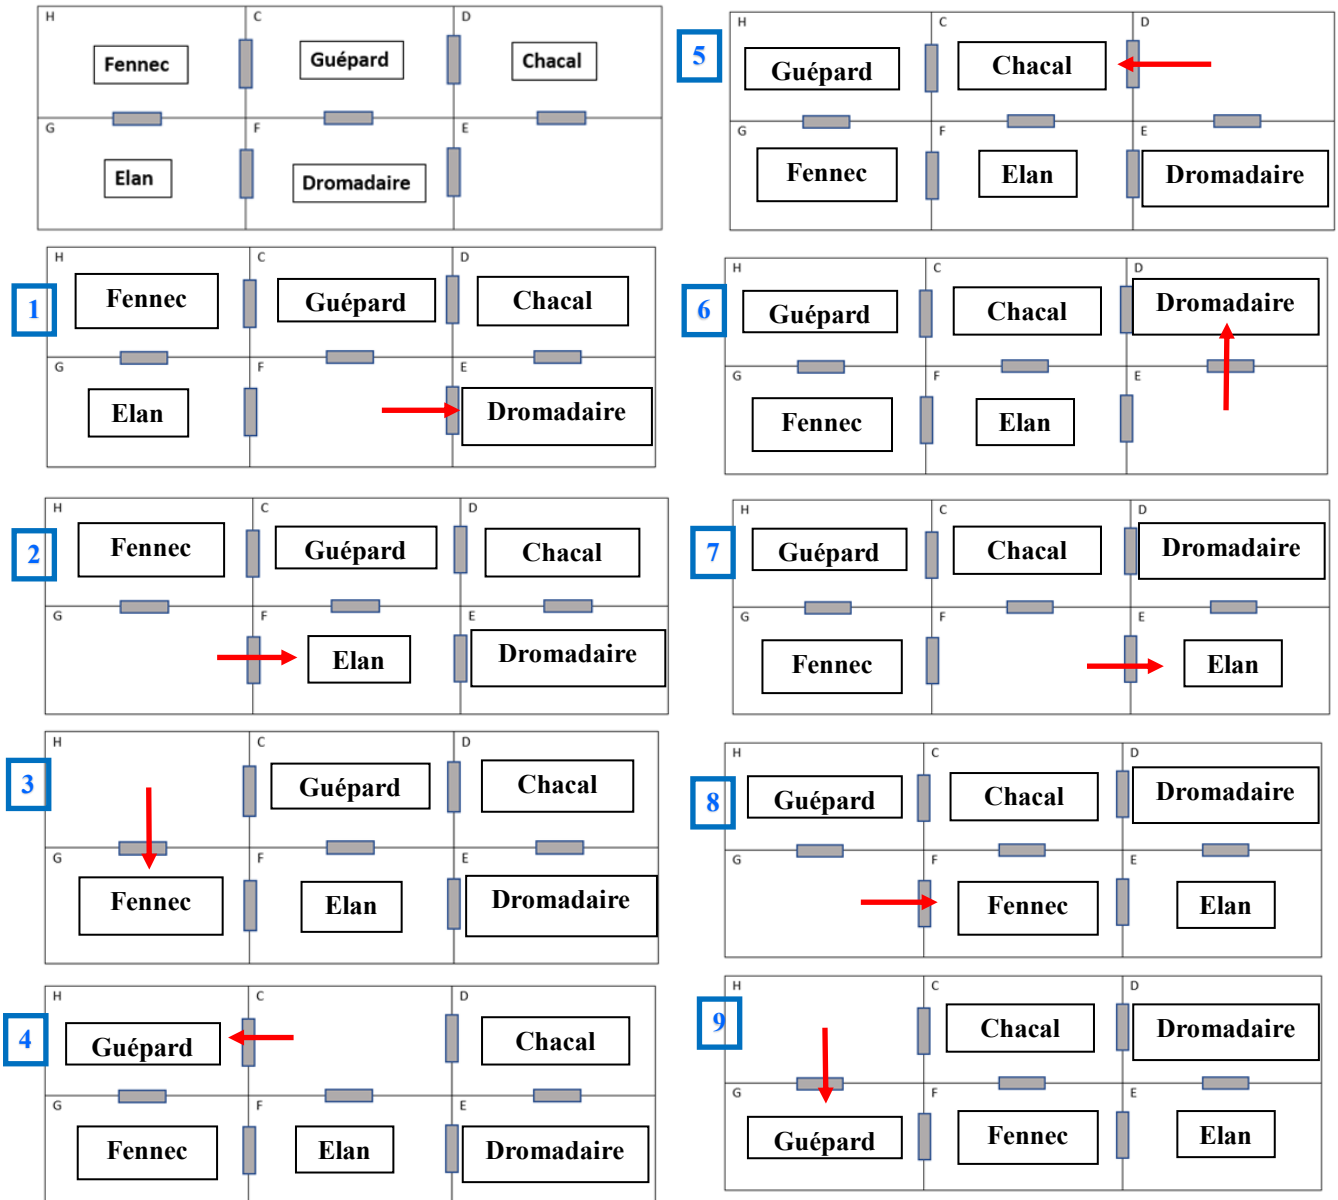 H C D
Fennec Guépard Chacal
G F E
Elan Dromadaire
1
H C D
Fennec Guépard Chacal
G F E
Elan Dromadaire
2
H C D
Fennec Guépard Chacal
G F E
Elan Dromadaire
3
H C D
Guépard Chacal
G F E
Fennec Elan Dromadaire
4
H C D
Guépard Chacal
G F E
Fennec Elan Dromadaire
5
H C D
Guépard Chacal
G F E
Fennec Elan Dromadaire
6
H C D
Guépard Chacal Dromadaire
G F E
Fennec Elan
7
H C D
Guépard Chacal Dromadaire
G F E
Fennec Elan
8
H C D
Guépard Chacal Dromadaire
G F E
Fennec Elan
9
H C D
Chacal Dromadaire
G F E
Guépard Fennec Elan